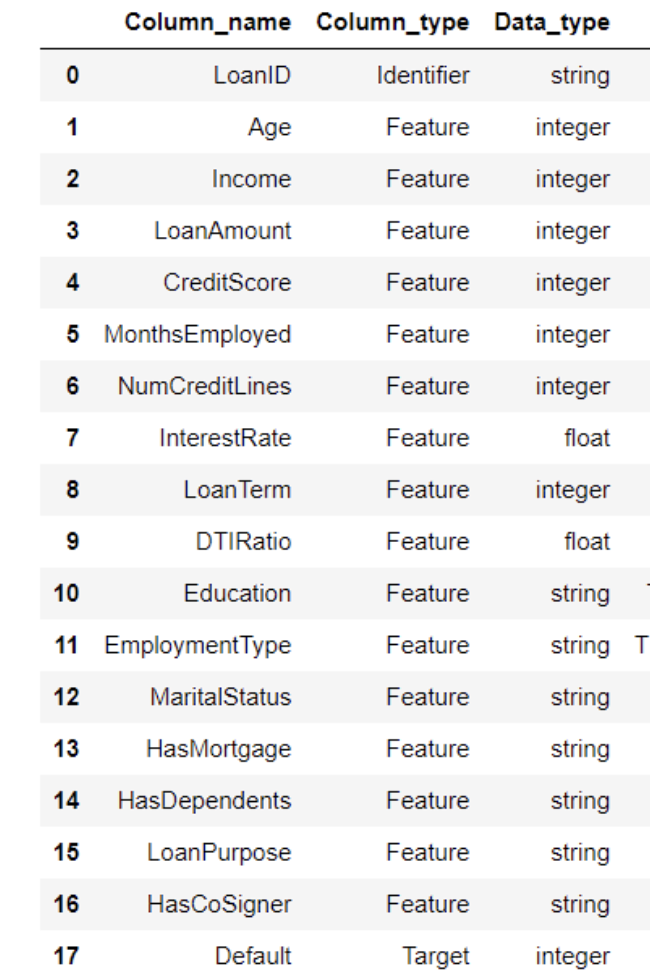 Column_name Column_type Data_type
0 LoanID Identifier string
1 Age Feature integer
2 Income Feature integer
3 LoanAmount Feature integer
4 CreditScore Feature integer
5 MonthsEmployed Feature integer
6 NumCreditLines Feature integer
7 InterestRate Feature float
8 LoanTerm Feature integer
9 DTIRatio Feature float
10 Education Feature string
11 EmploymentType Feature string T
12 MaritalStatus Feature string
13 HasMortgage Feature string
14 HasDependents Feature string
15 LoanPurpose Feature string
16 HasCoSigner Feature string
17 Default Target integer